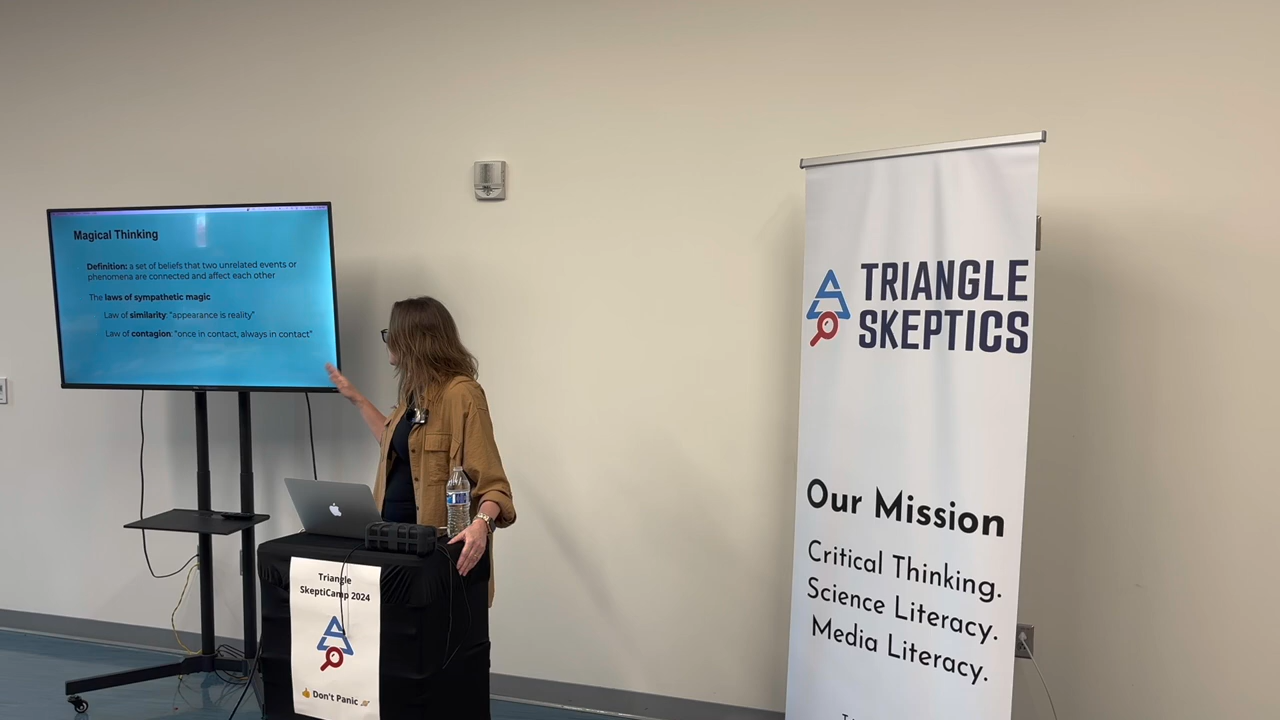 Magical Thinking
Definition: a set of beliefs that two unrelated events or
phenomena are connected and affect each other
The laws of sympathetic magic
Law of similarity: "appearance is reality"
Law of contagion: "once in contact, always in contact"
Triangle
SkeptiCamp 2024
👍 Don't Panic 🪐
TRIANGLE
SKEPTICS
Our Mission
Critical Thinking.
Science Literacy.
Media Literacy.